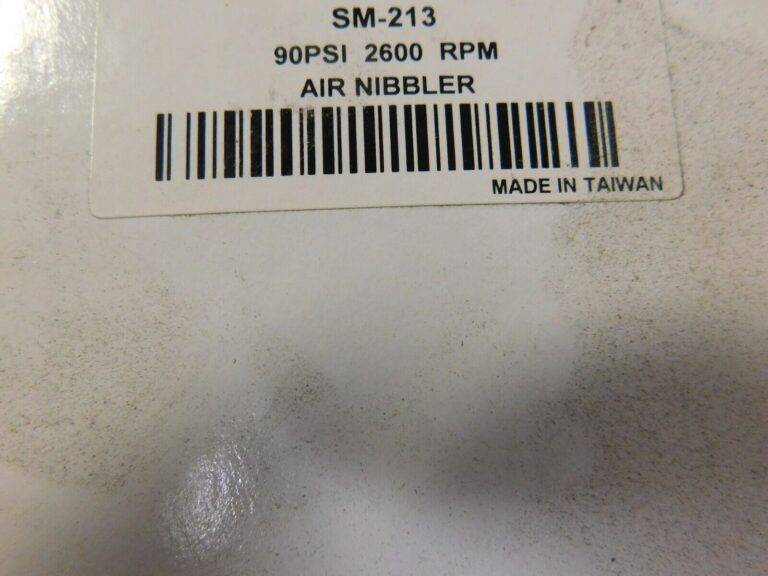 SM-213
90PSI 2600 RPM
AIR NIBBLER
MADE IN TAIWAN